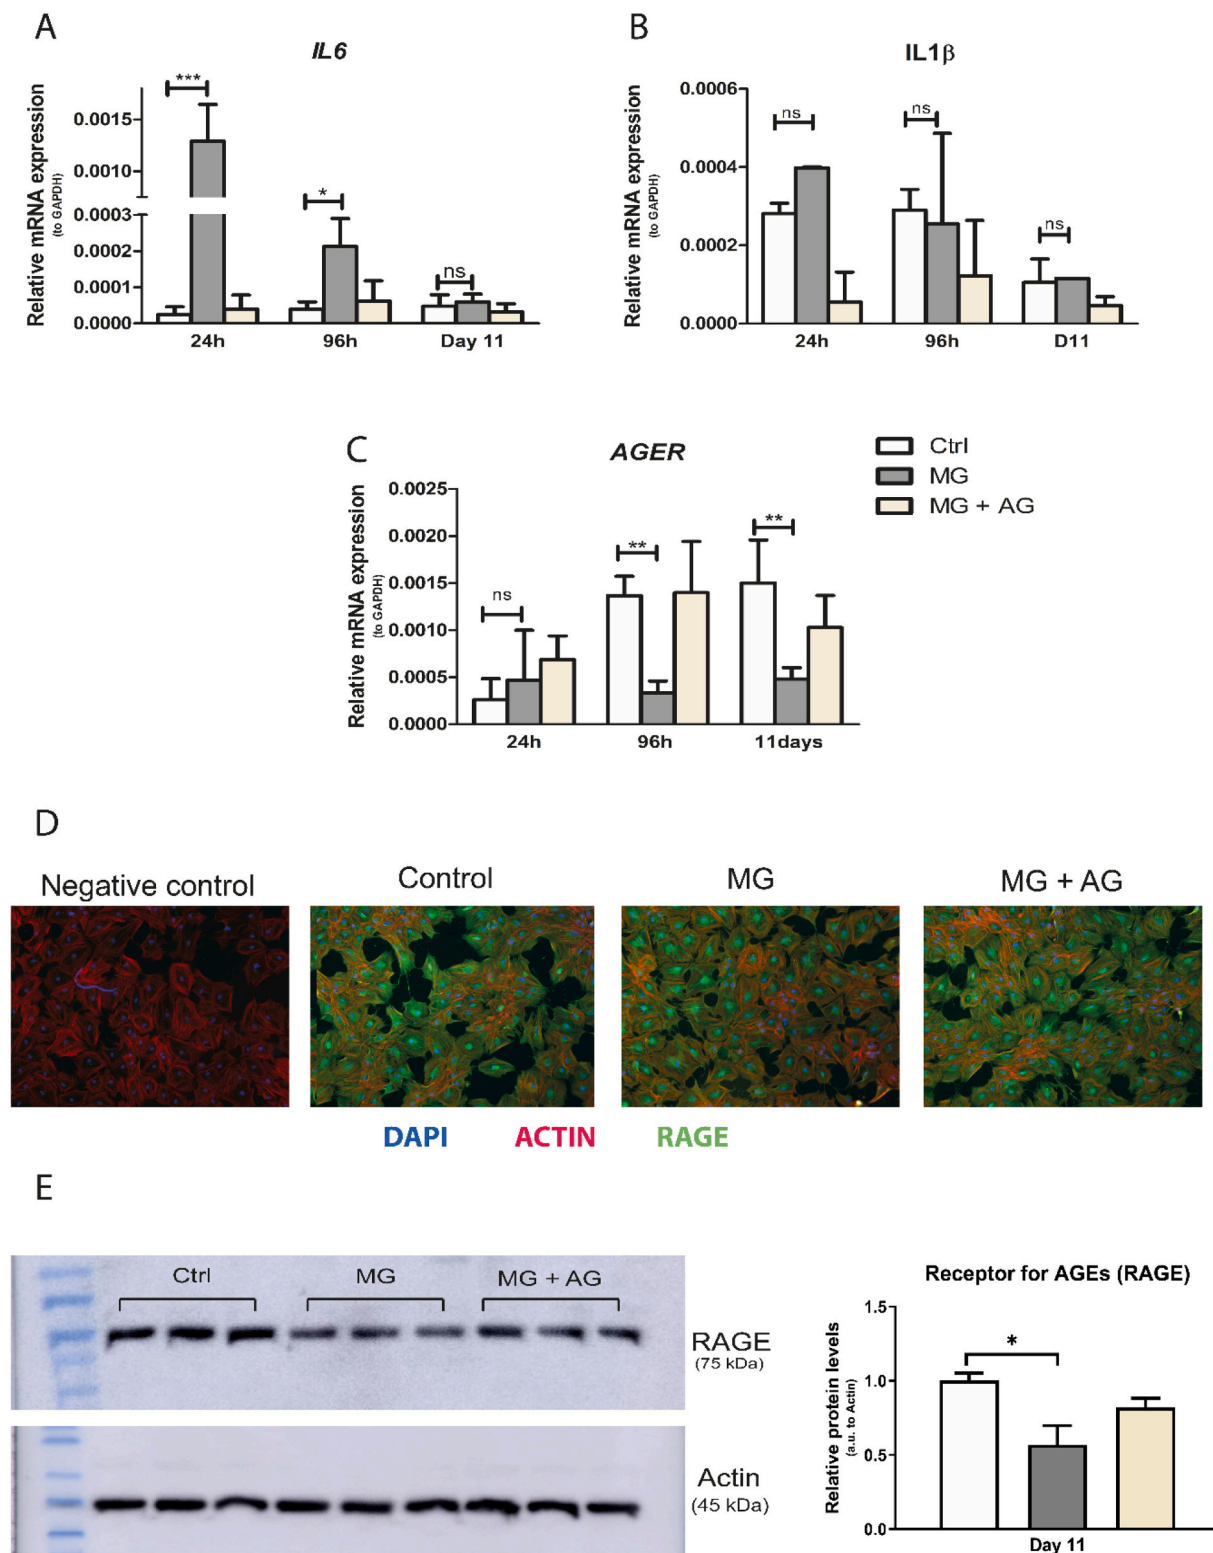 A
IL6
Relative mRNA expression
(to GAPDH)
0.0015
0.0010
0.0003
0.0002
0.0001
0.0000
***
*
ns
24h
96h
Day 11
B
IL1β
Relative mRNA expression
(to GAPDH)
0.0006
0.0004
0.0002
0.0000
ns
ns
ns
24h
96h
D11
C
AGER
Relative mRNA expression
(to GAPDH)
0.0025
0.0020
0.0015
0.0010
0.0005
0.0000
ns
**
**
24h
96h
11days
Ctrl
MG
MG + AG
D
Negative control
Control
MG
MG + AG
DAPI
ACTIN
RAGE
E
Ctrl
MG
MG + AG
RAGE
(75 kDa)
Actin
(45 kDa)
Receptor for AGEs (RAGE)
Relative protein levels
(a.u. to Actin)
1.5
1.0
0.5
0.0
*
Day 11